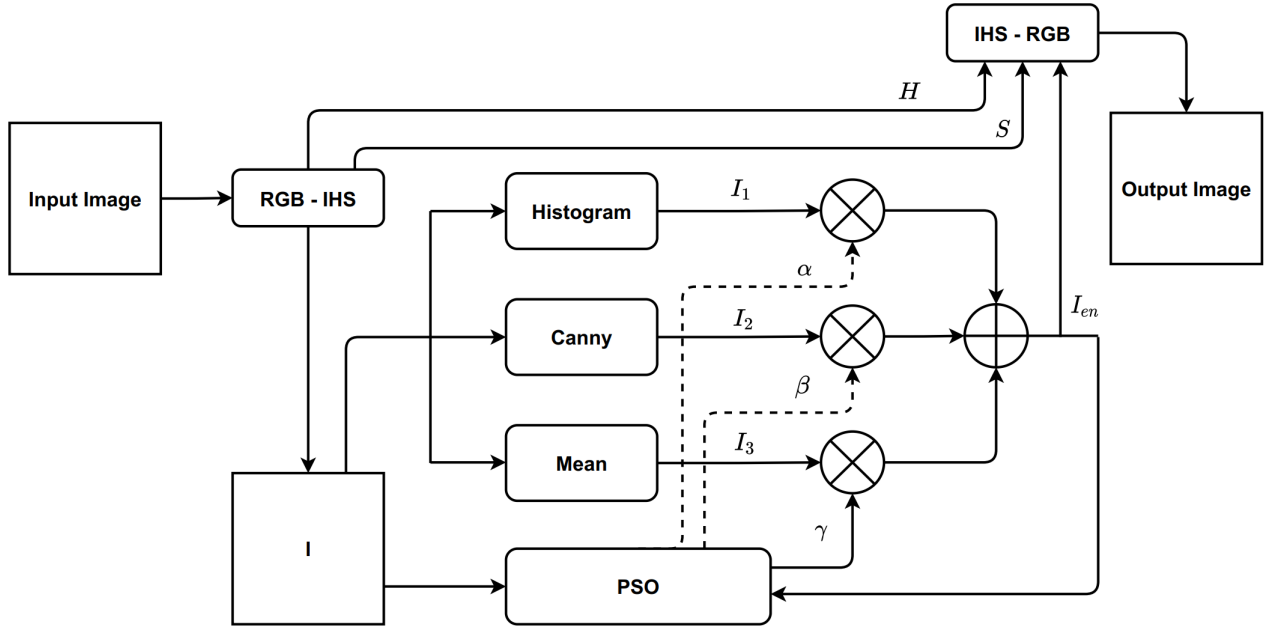 IHS - RGB
H
S
Input Image
RGB - IHS
Output Image
Histogram
I₁
α
Canny
I₂
Iₑₙ
β
Mean
I₃
γ
I
PSO